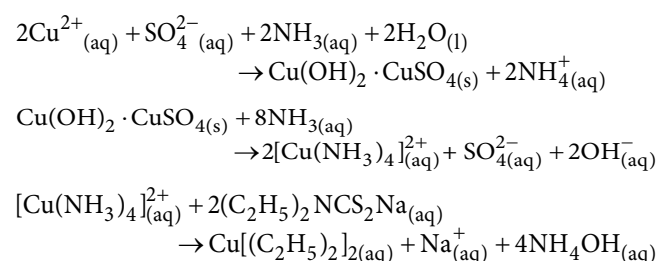 2Cu²⁺(aq) + SO₄²⁻(aq) + 2NH₃(aq) + 2H₂O(l)
→ Cu(OH)₂ · CuSO₄(s) + 2NH₄⁺(aq)
Cu(OH)₂ · CuSO₄(s) + 8NH₃(aq)
→ 2[Cu(NH₃)₄]²⁺(aq) + SO₄²⁻(aq) + 2OH⁻(aq)
[Cu(NH₃)₄]²⁺(aq) + 2(C₂H₅)₂ NCS₂Na(aq)
→ Cu[(C₂H₅)₂]₂(aq) + Na⁺(aq) + 4NH₄OH(aq)